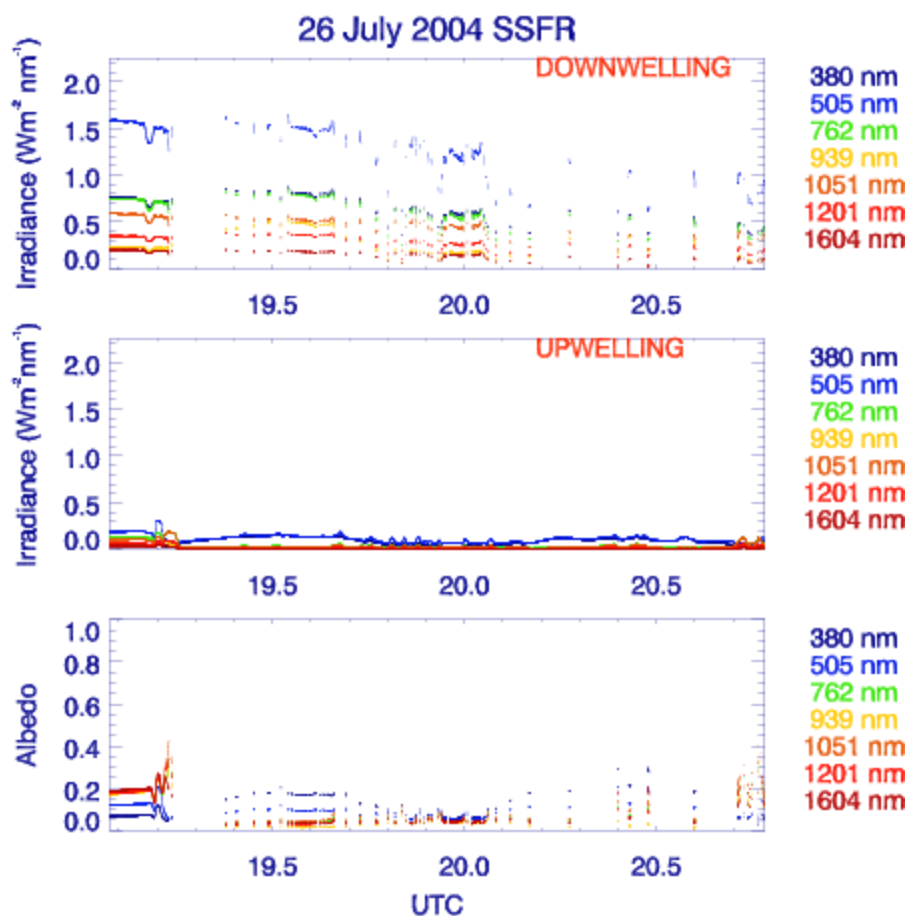 26 July 2004 SSFR
DOWNWELLING
Irradiance (Wm⁻² nm⁻¹)
2.0
1.5
1.0
0.5
0.0
19.5 20.0 20.5
380 nm
505 nm
762 nm
939 nm
1051 nm
1201 nm
1604 nm
UPWELLING
Irradiance (Wm⁻²nm⁻¹)
2.0
1.5
1.0
0.5
0.0
19.5 20.0 20.5
380 nm
505 nm
762 nm
939 nm
1051 nm
1201 nm
1604 nm
Albedo
1.0
0.8
0.6
0.4
0.2
0.0
19.5 20.0 20.5
UTC
380 nm
505 nm
762 nm
939 nm
1051 nm
1201 nm
1604 nm